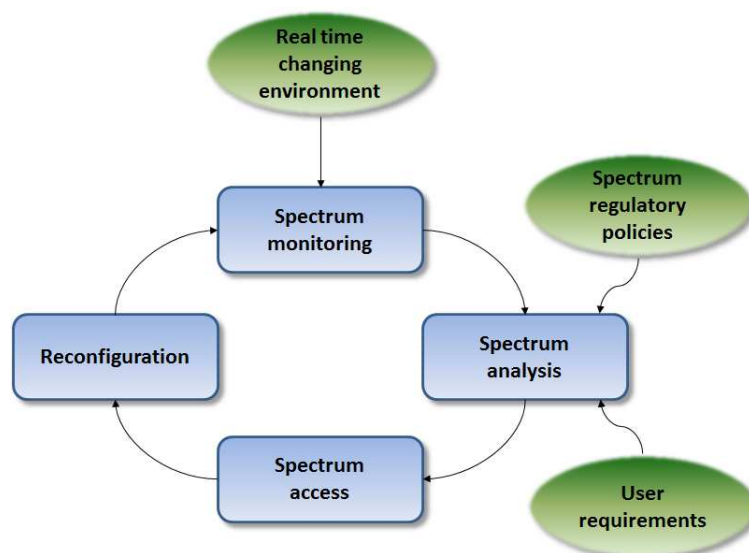 Real time
changing
environment
Spectrum
monitoring
Spectrum
regulatory
policies
Reconfiguration
Spectrum
analysis
Spectrum
access
User
requirements